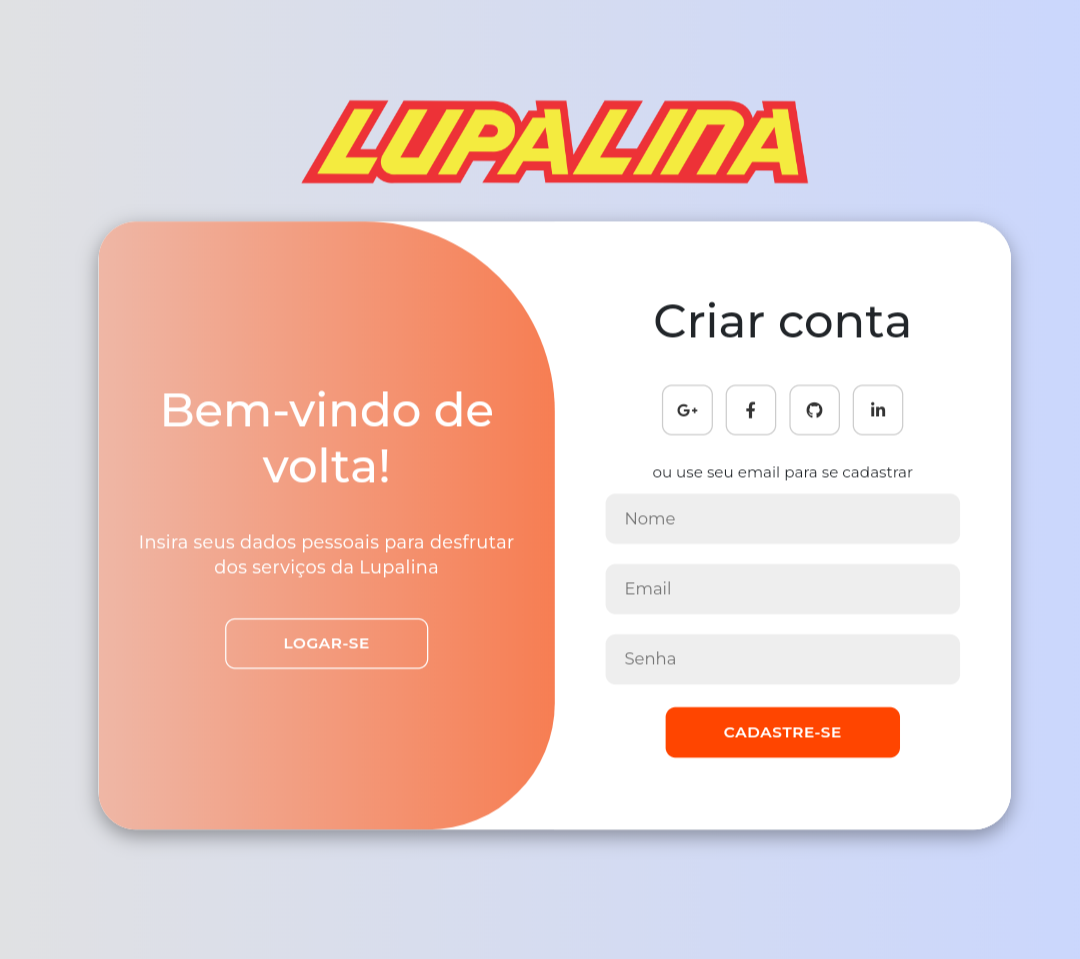 LUPALINA
Bem-vindo de
volta!
Insira seus dados pessoais para desfrutar
dos serviços da Lupalina
LOGAR-SE
Criar conta
G+ f in
ou use seu email para se cadastrar
Nome
Email
Senha
CADASTRE-SE